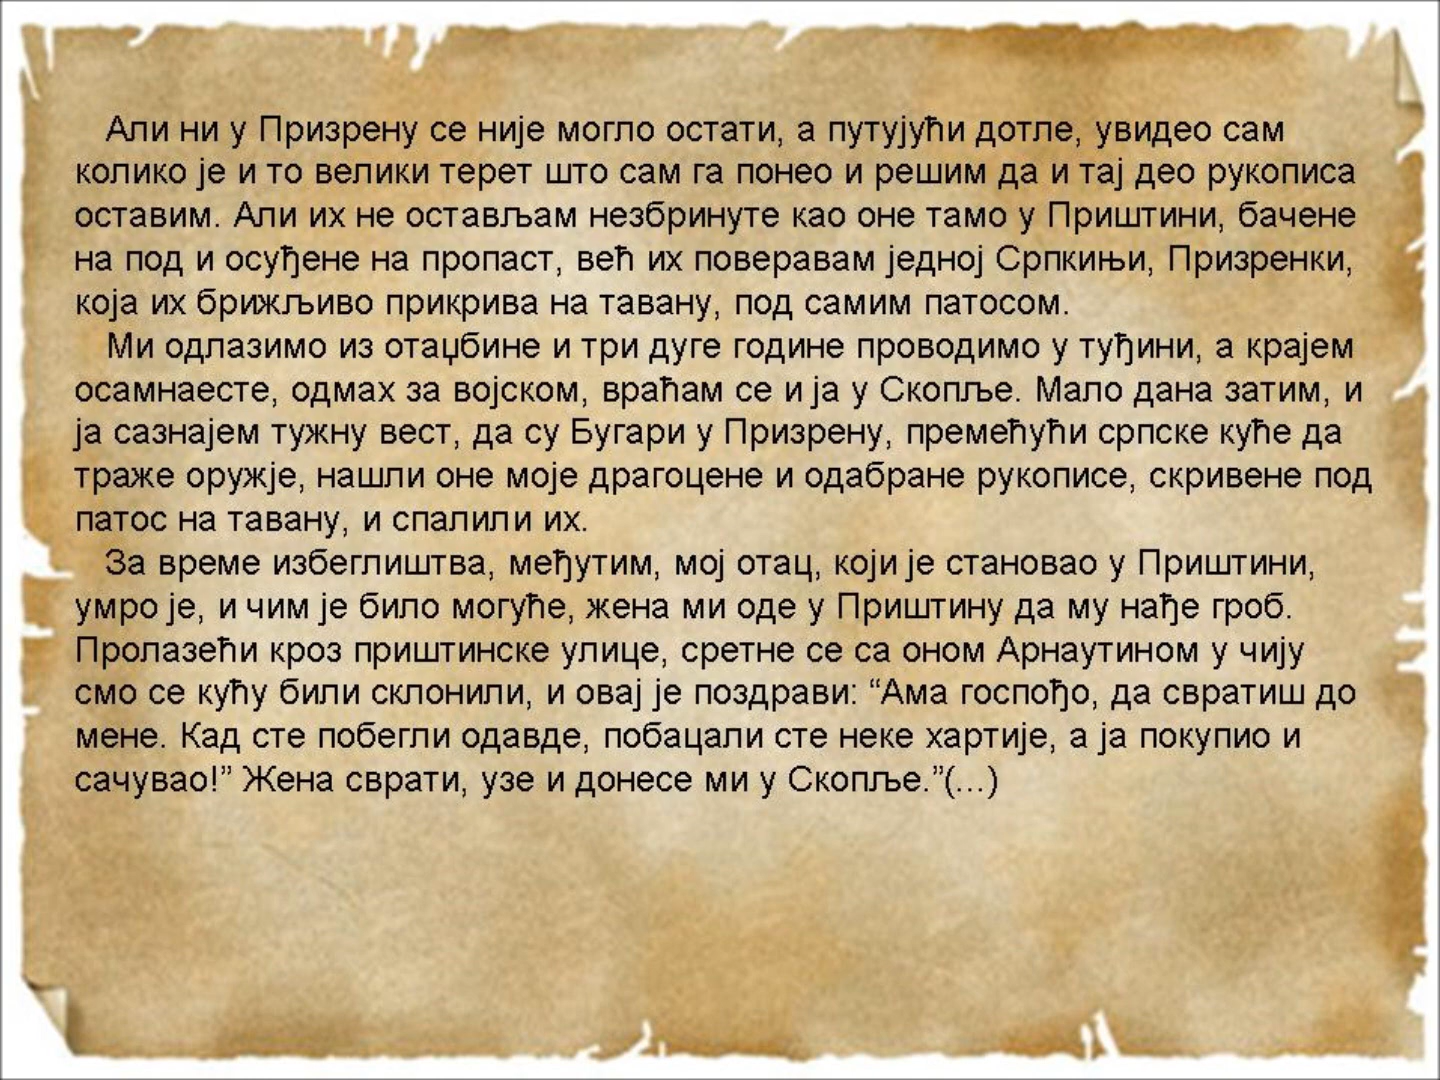 Али ни у Призрену се није могло остати, а путујући дотле, увидео сам
колико је и то велики терет што сам га понео и решим да и тај део рукописа
оставим. Али их не остављам незбринуте као оне тамо у Приштини, бачене
на под и осуђене на пропаст, већ их поверавам једној Српкињи, Призренки,
која их брижљиво прикрива на тавану, под самим патосом.
Ми одлазимо из отаџбине и три дуге године проводимо у туђини, а крајем
осамнаесте, одмах за војском, враћам се и ја у Скопље. Мало дана затим, и
ја сазнајем тужну вест, да су Бугари у Призрену, премећући српске куће да
траже оружје, нашли оне моје драгоцене и одабране рукописе, скривене под
патос на тавану, и спалили их.
За време избеглиштва, међутим, мој отац, који је становао у Приштини,
умро је, и чим је било могуће, жена ми оде у Приштину да му нађе гроб.
Пролазећи кроз приштинске улице, сретне се са оном Арнаутином у чију
смо се кућу били склонили, и овај је поздрави: “Ама госпођо, да свратиш до
мене. Кад сте побегли одавде, побацали сте неке хартије, а ја покупио и
сачувао!” Жена сврати, узе и донесе ми у Скопље.”(...)